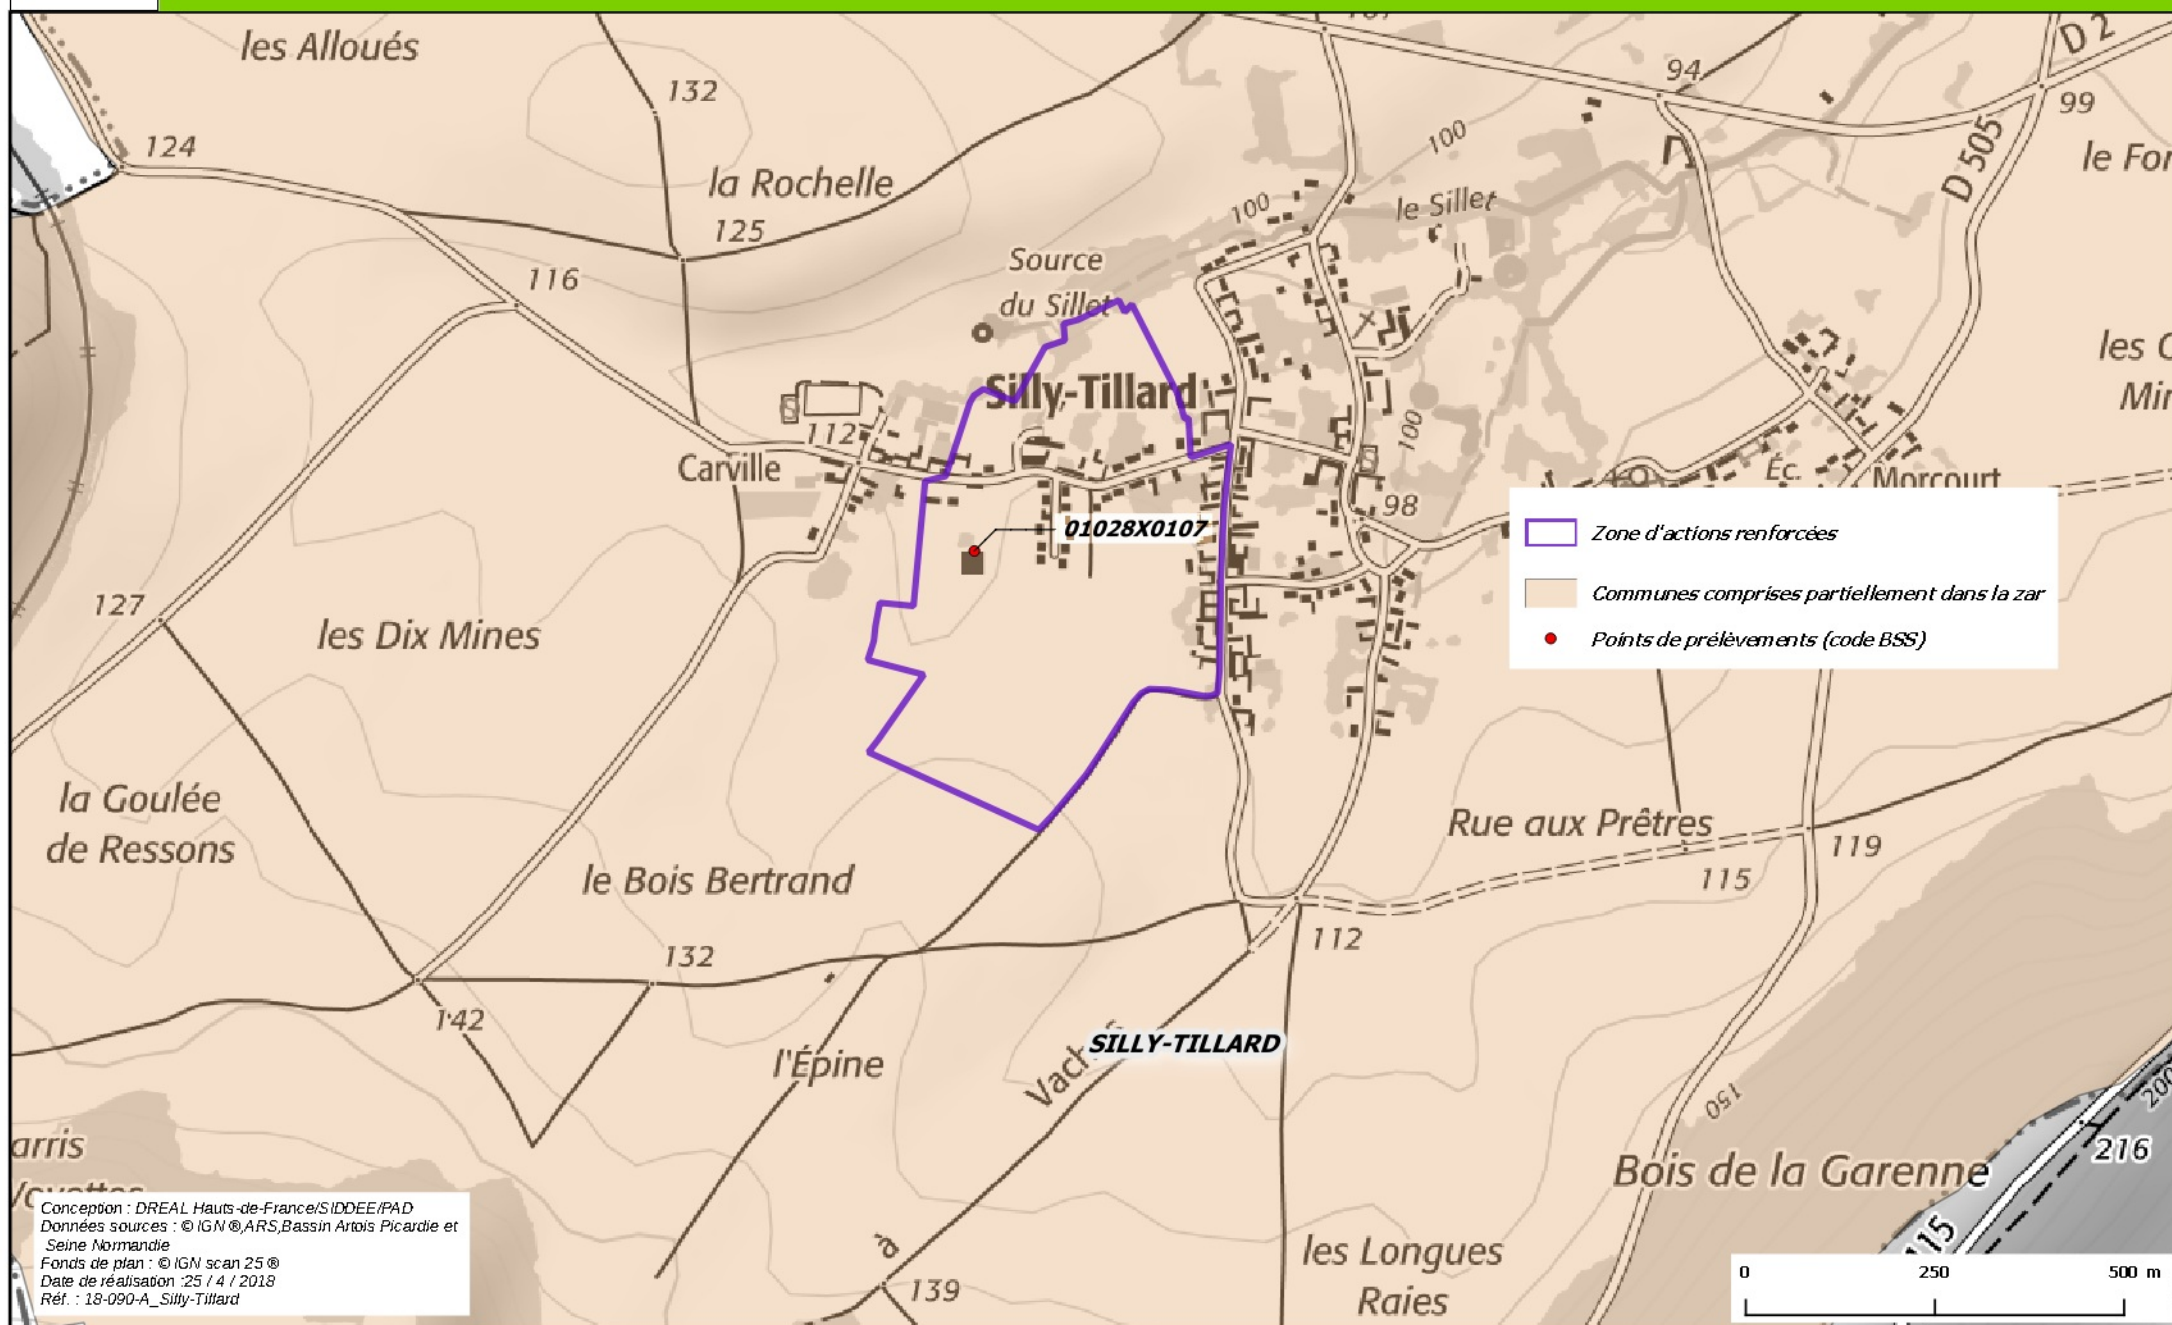 les Alloués
132
94
D 2
99
124
100
D 505
le For
la Rochelle
100
le Sillet
125
Source
du Sillet
116
les C
Min
Silly-Tillard
112
100
Carville
Éc.
Morcourt
98
01028X0107
Zone d'actions renforcées
Communes comprises partiellement dans la zar
Points de prélèvements (code BSS)
127
les Dix Mines
la Goulée
de Ressons
Rue aux Prêtres
119
115
le Bois Bertrand
132
112
142
SILLY-TILLARD
l'Épine
150
200
216
arris
Bois de la Garenne
Conception : DREAL Hauts-de-France/SIDDEE/PAD
Données sources : © IGN ®,ARS,Bassin Artois Picardie et
Seine Normandie
Fonds de plan : © IGN scan 25 ®
Date de réalisation :25 / 4 / 2018
Réf. : 18-090-A_Silly-Tillard
à
139
les Longues
Raies
115
0 250 500 m